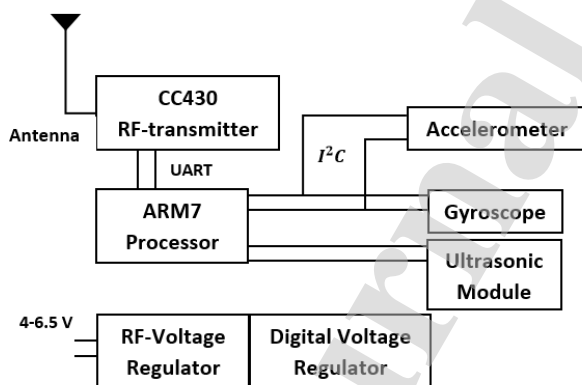 CC430
RF-transmitter
Antenna
Accelerometer
I²C
UART
ARM7
Processor
Gyroscope
Ultrasonic
Module
4-6.5 V
RF-Voltage
Regulator
Digital Voltage
Regulator